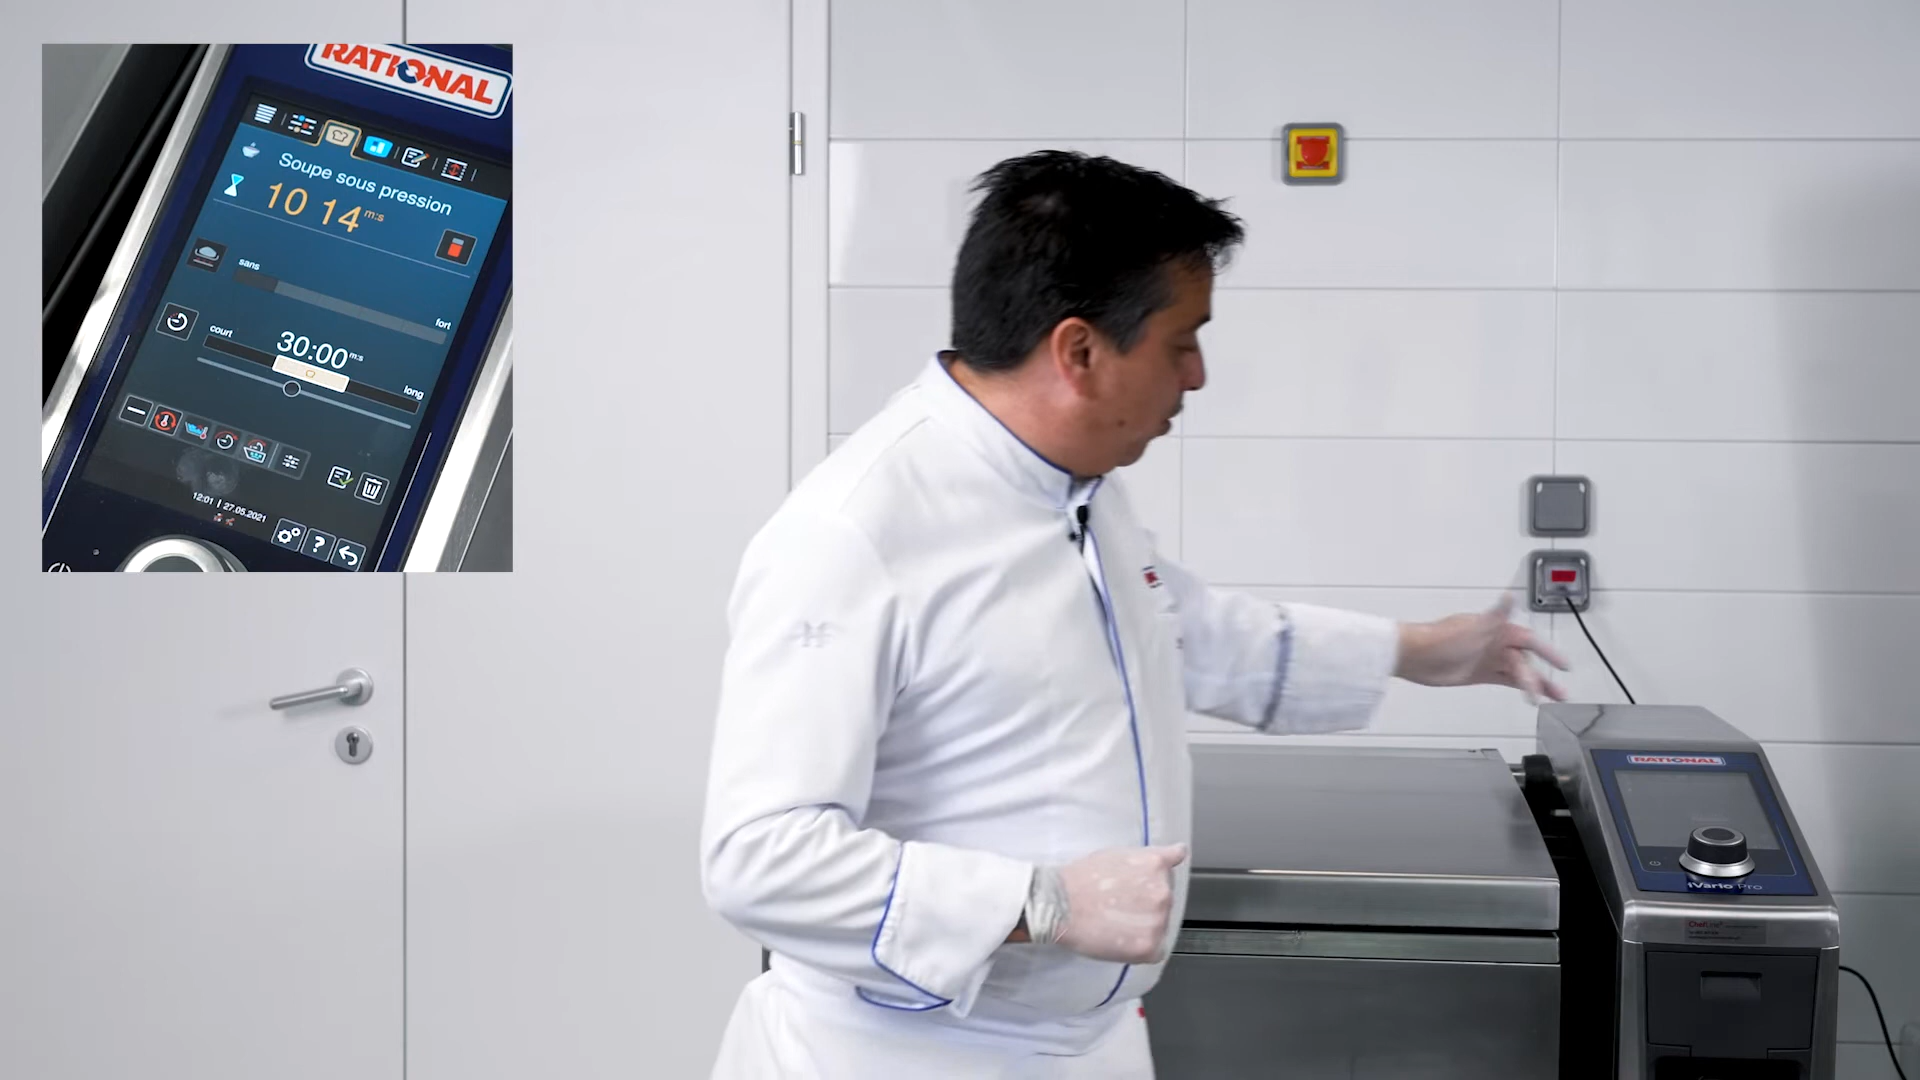 RATIONAL
Soupe sous pression
10 14 m:s
sans
fort
30:00 m:s
court
long
12:01 | 27.05.2021
?
RATIONAL
iVario Pro
ChefLine